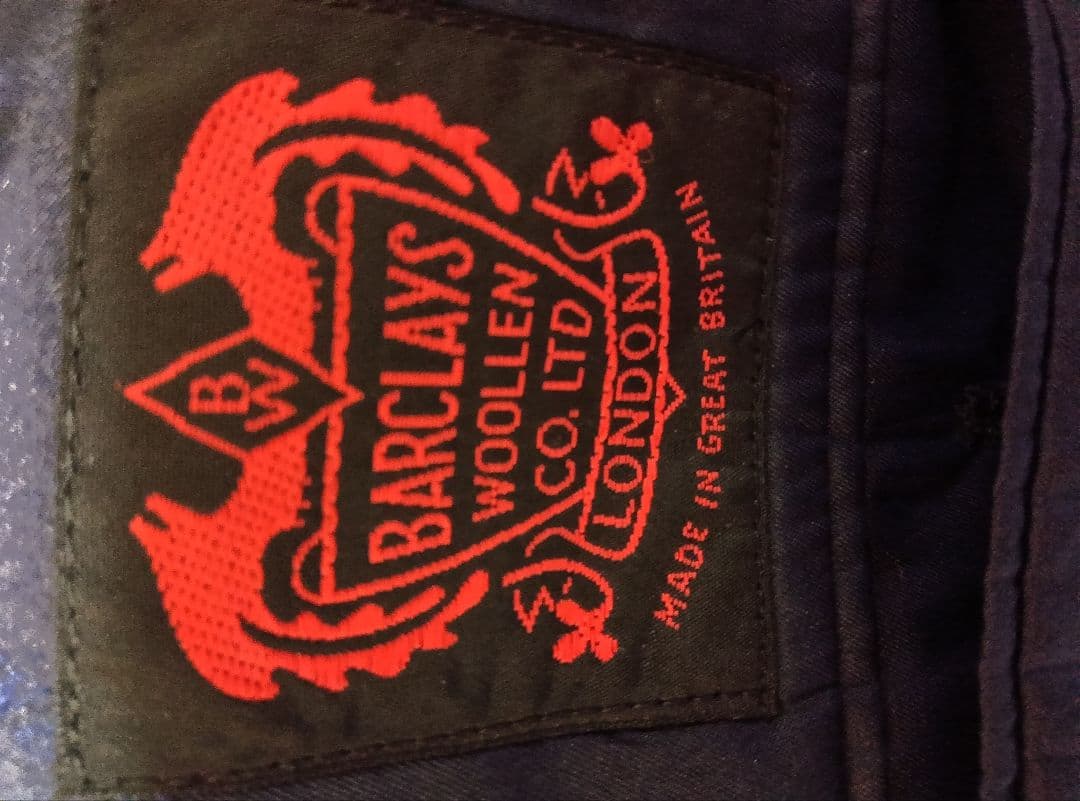 BW
BARCLAYS
WOOLLEN
CO. LTD
LONDON
MADE IN GREAT BRITAIN